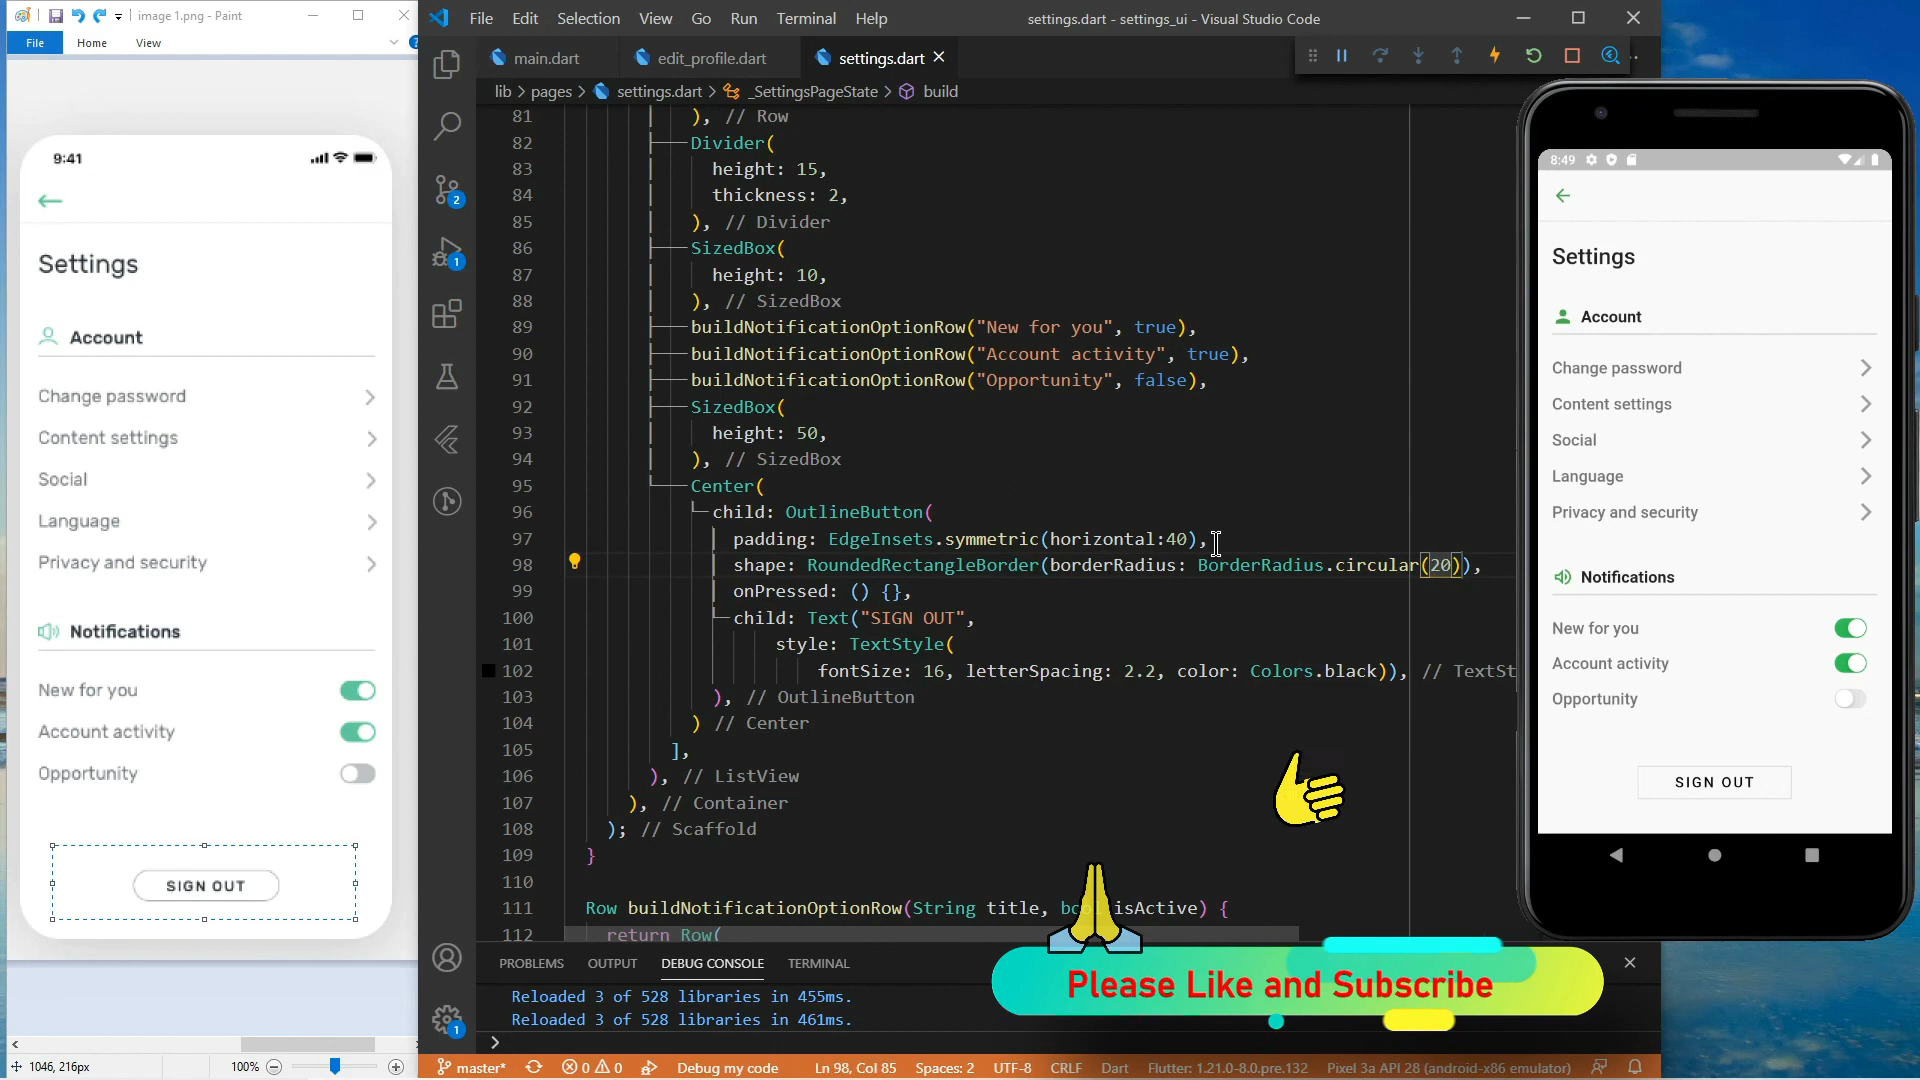 image 1.png - Paint
File Home View
9:41
Settings
Account
Change password
Content settings
Social
Language
Privacy and security
Notifications
New for you
Account activity
Opportunity
SIGN OUT
1046, 216px
100%
File Edit Selection View Go Run Terminal Help
settings.dart - settings_ui - Visual Studio Code
main.dart
edit_profile.dart
settings.dart
lib > pages > settings.dart > _SettingsPageState > build
81 ), // Row
82 Divider(
83 height: 15,
84 thickness: 2,
85 ), // Divider
86 SizedBox(
87 height: 10,
88 ), // SizedBox
89 buildNotificationOptionRow("New for you", true),
90 buildNotificationOptionRow("Account activity", true),
91 buildNotificationOptionRow("Opportunity", false),
92 SizedBox(
93 height: 50,
94 ), // SizedBox
95 Center(
96 child: OutlineButton(
97 padding: EdgeInsets.symmetric(horizontal:40),
98 shape: RoundedRectangleBorder(borderRadius: BorderRadius.circular(20)),
99 onPressed: () {},
100 child: Text("SIGN OUT",
101 style: TextStyle(
102 fontSize: 16, letterSpacing: 2.2, color: Colors.black)), // TextSt
103 ), // OutlineButton
104 ) // Center
105 ],
106 ), // ListView
107 ), // Container
108 ); // Scaffold
109 }
110
111 Row buildNotificationOptionRow(String title, bool isActive) {
112 return Row(
2
1
1
PROBLEMS OUTPUT DEBUG CONSOLE TERMINAL
Reloaded 3 of 528 libraries in 455ms.
Reloaded 3 of 528 libraries in 461ms.
Please Like and Subscribe
master* 0 0 Debug my code Ln 98, Col 85 Spaces: 2 UTF-8 CRLF Dart Flutter: 1.21.0-8.0.pre.132 Pixel 3a API 28 (android-x86 emulator)
8:49
Settings
Account
Change password
Content settings
Social
Language
Privacy and security
Notifications
New for you
Account activity
Opportunity
SIGN OUT